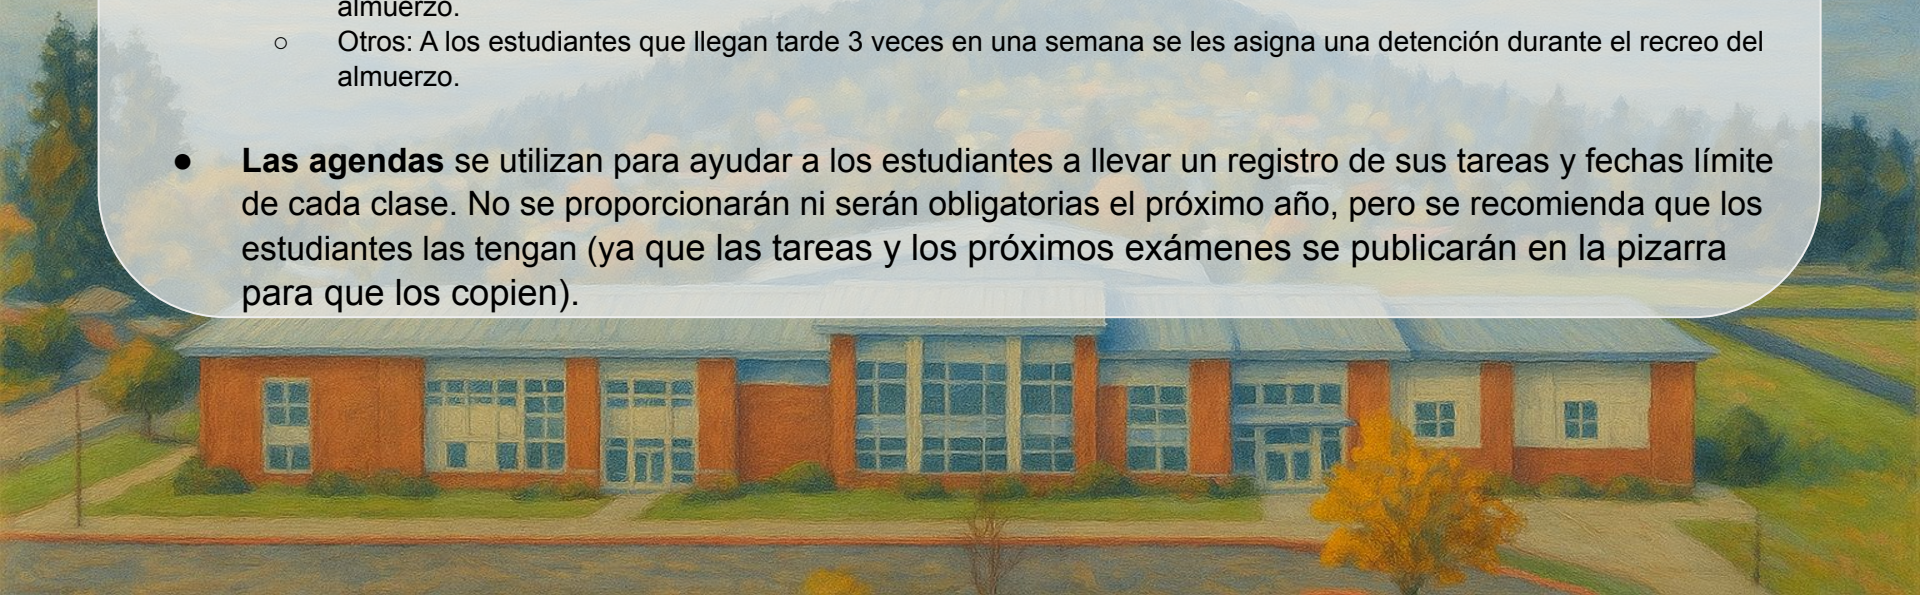 almuerzo.
○ Otros: A los estudiantes que llegan tarde 3 veces en una semana se les asigna una detención durante el recreo del
almuerzo.
● Las agendas se utilizan para ayudar a los estudiantes a llevar un registro de sus tareas y fechas límite
de cada clase. No se proporcionarán ni serán obligatorias el próximo año, pero se recomienda que los
estudiantes las tengan (ya que las tareas y los próximos exámenes se publicarán en la pizarra
para que los copien).